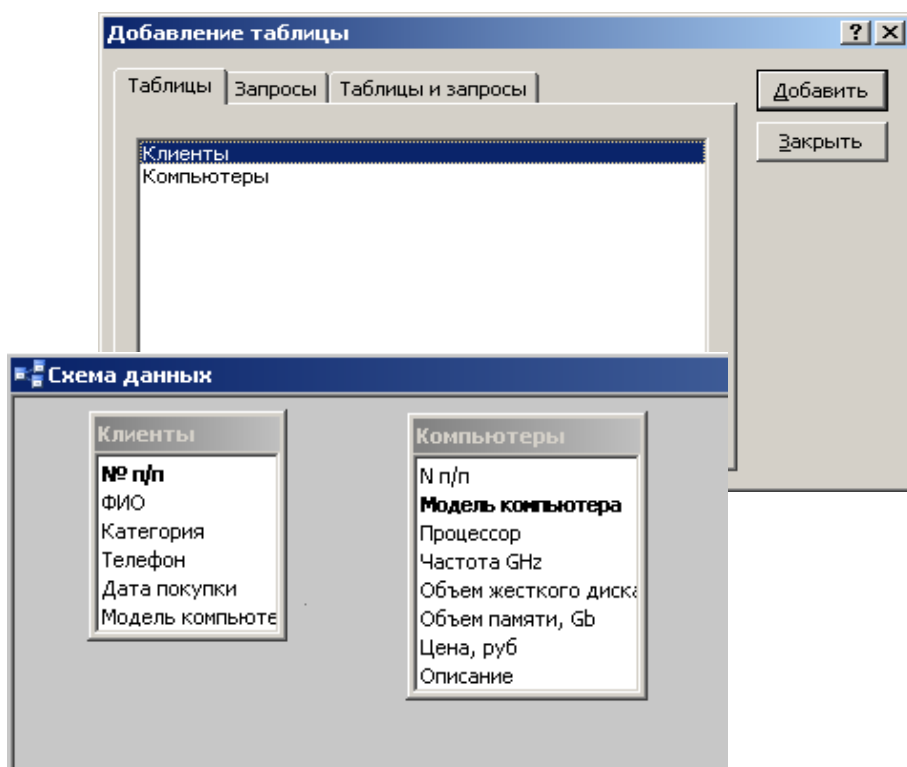 Добавление таблицы
Таблицы Запросы Таблицы и запросы
Добавить
Закрыть
Клиенты
Компьютеры
Схема данных
Клиенты
№ п/п
ФИО
Категория
Телефон
Дата покупки
Модель компьюте
Компьютеры
N п/п
Модель компьютера
Процессор
Частота GHz
Объем жесткого диска
Объем памяти, Gb
Цена, руб
Описание